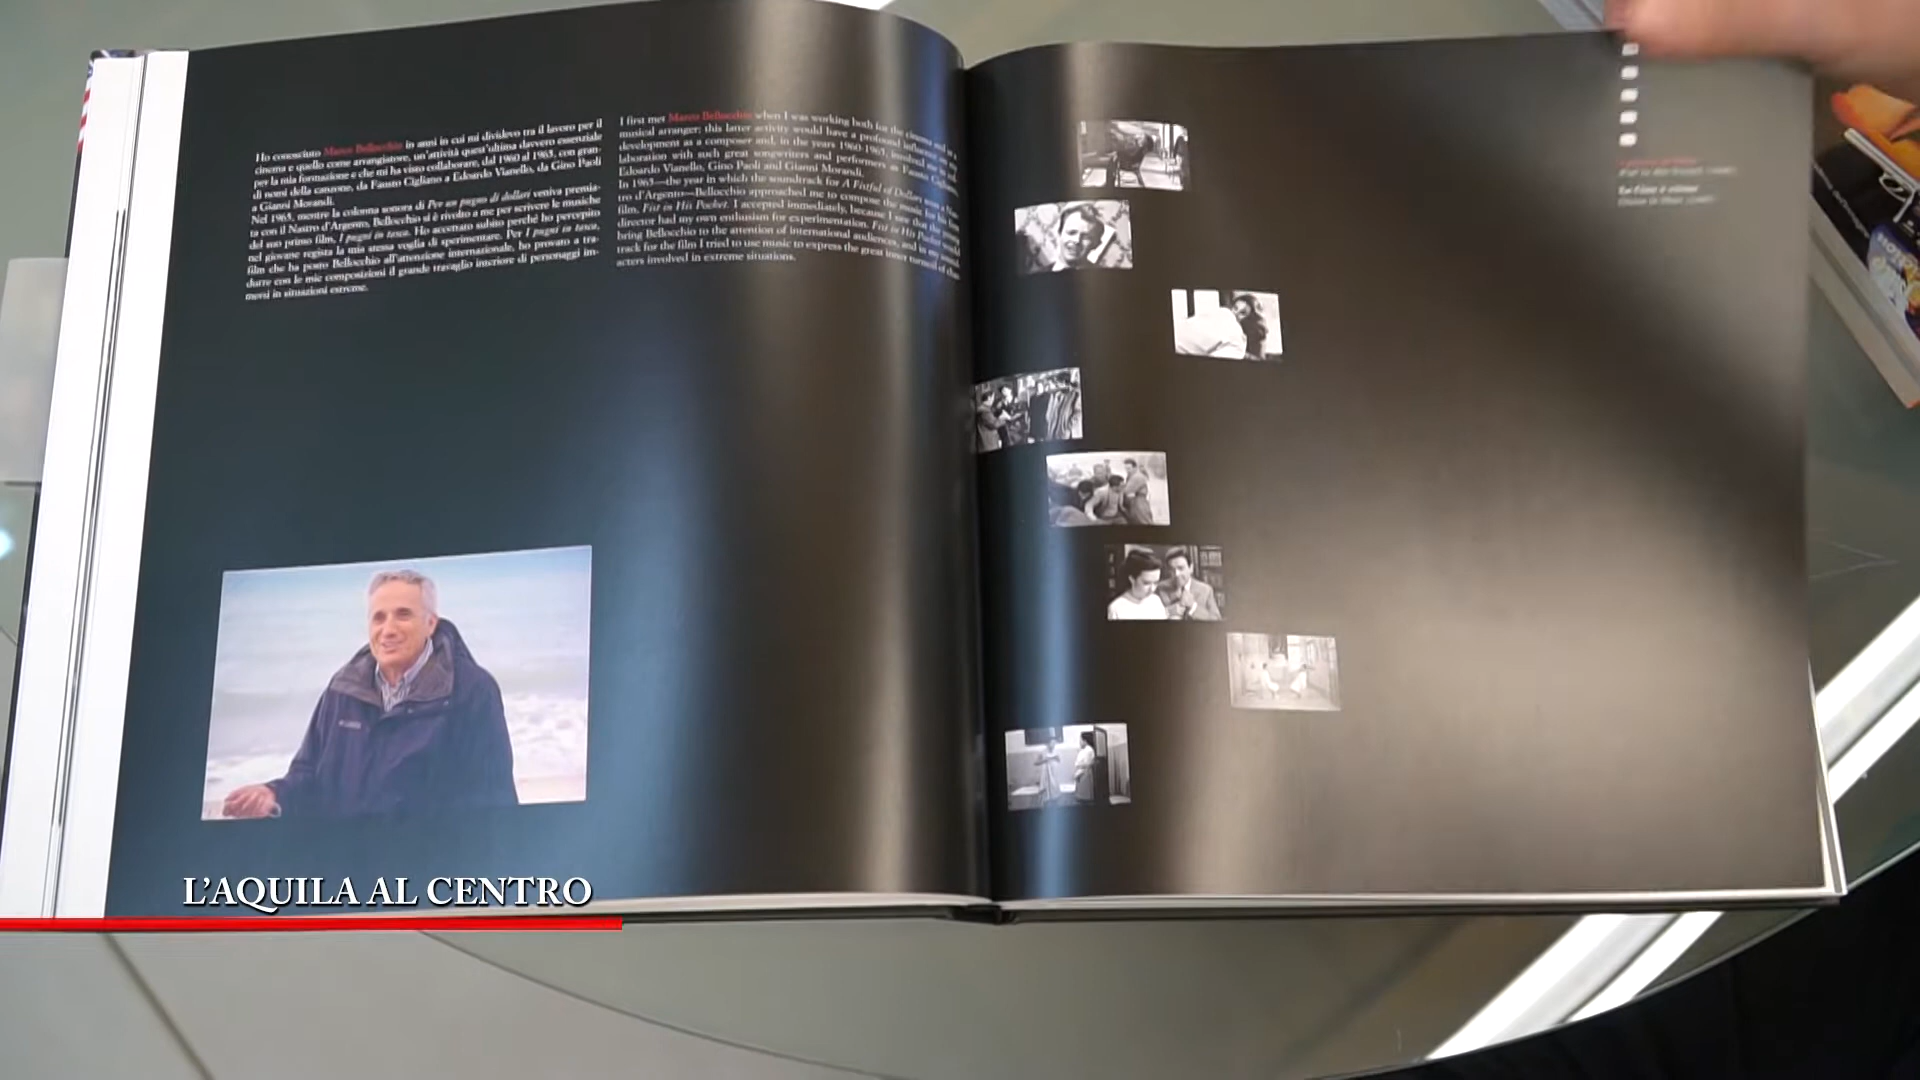 Ho conosciuto Marco Bellocchio in anni in cui mi dividevo tra il lavoro per il
cinema e quello come arrangiatore, un'attività quest'ultima davvero essenziale
per la mia formazione e che mi ha visto collaborare, dal 1960 al 1965, con gran-
di nomi della canzone, da Fausto Cigliano a Edoardo Vianello, da Gino Paoli
a Gianni Morandi.
Nel 1965, mentre la colonna sonora di Per un pugno di dollari veniva premia-
ta con il Nastro d'Argento, Bellocchio si è rivolto a me per scrivere le musiche
del suo primo film, I pugni in tasca. Ho accettato subito perché ho percepito
nel giovane regista la mia stessa voglia di sperimentare. Per I pugni in tasca,
film che ha posto Bellocchio all'attenzione internazionale, ho provato a tra-
durre con le mie composizioni il grande travaglio interiore di personaggi im-
mersi in situazioni estreme.
I first met Marco Bellocchio when I was working both for the cinema and as a
musical arranger; this latter activity would have a profound influence on my
development as a composer and, in the years 1960-1965, involved me in col-
laboration with such great songwriters and performers as Fausto Cigliano,
Edoardo Vianello, Gino Paoli and Gianni Morandi.
In 1965—the year in which the soundtrack for A Fistful of Dollars won a Nas-
tro d'Argento—Bellocchio approached me to compose the music for his first
film, Fist in His Pocket. I accepted immediately, because I saw that the young
director had my own enthusiasm for experimentation. Fist in His Pocket would
bring Bellocchio to the attention of international audiences, and in my sound-
track for the film I tried to use music to express the great inner turmoil of char-
acters involved in extreme situations.
L'AQUILA AL CENTRO